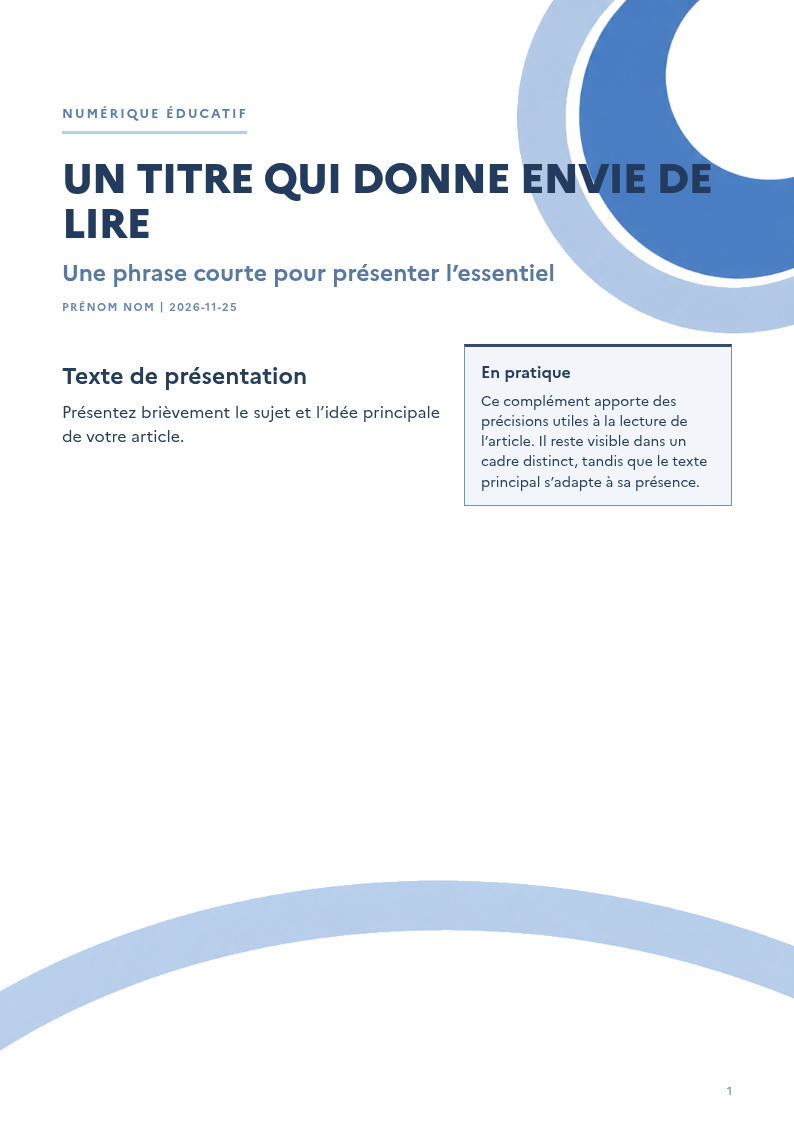 NUMÉRIQUE ÉDUCATIF
UN TITRE QUI DONNE ENVIE DE
LIRE
Une phrase courte pour présenter l’essentiel
PRÉNOM NOM | 2026-11-25
Texte de présentation
Présentez brièvement le sujet et l’idée principale
de votre article.
En pratique
Ce complément apporte des
précisions utiles à la lecture de
l’article. Il reste visible dans un
cadre distinct, tandis que le texte
principal s’adapte à sa présence.
1